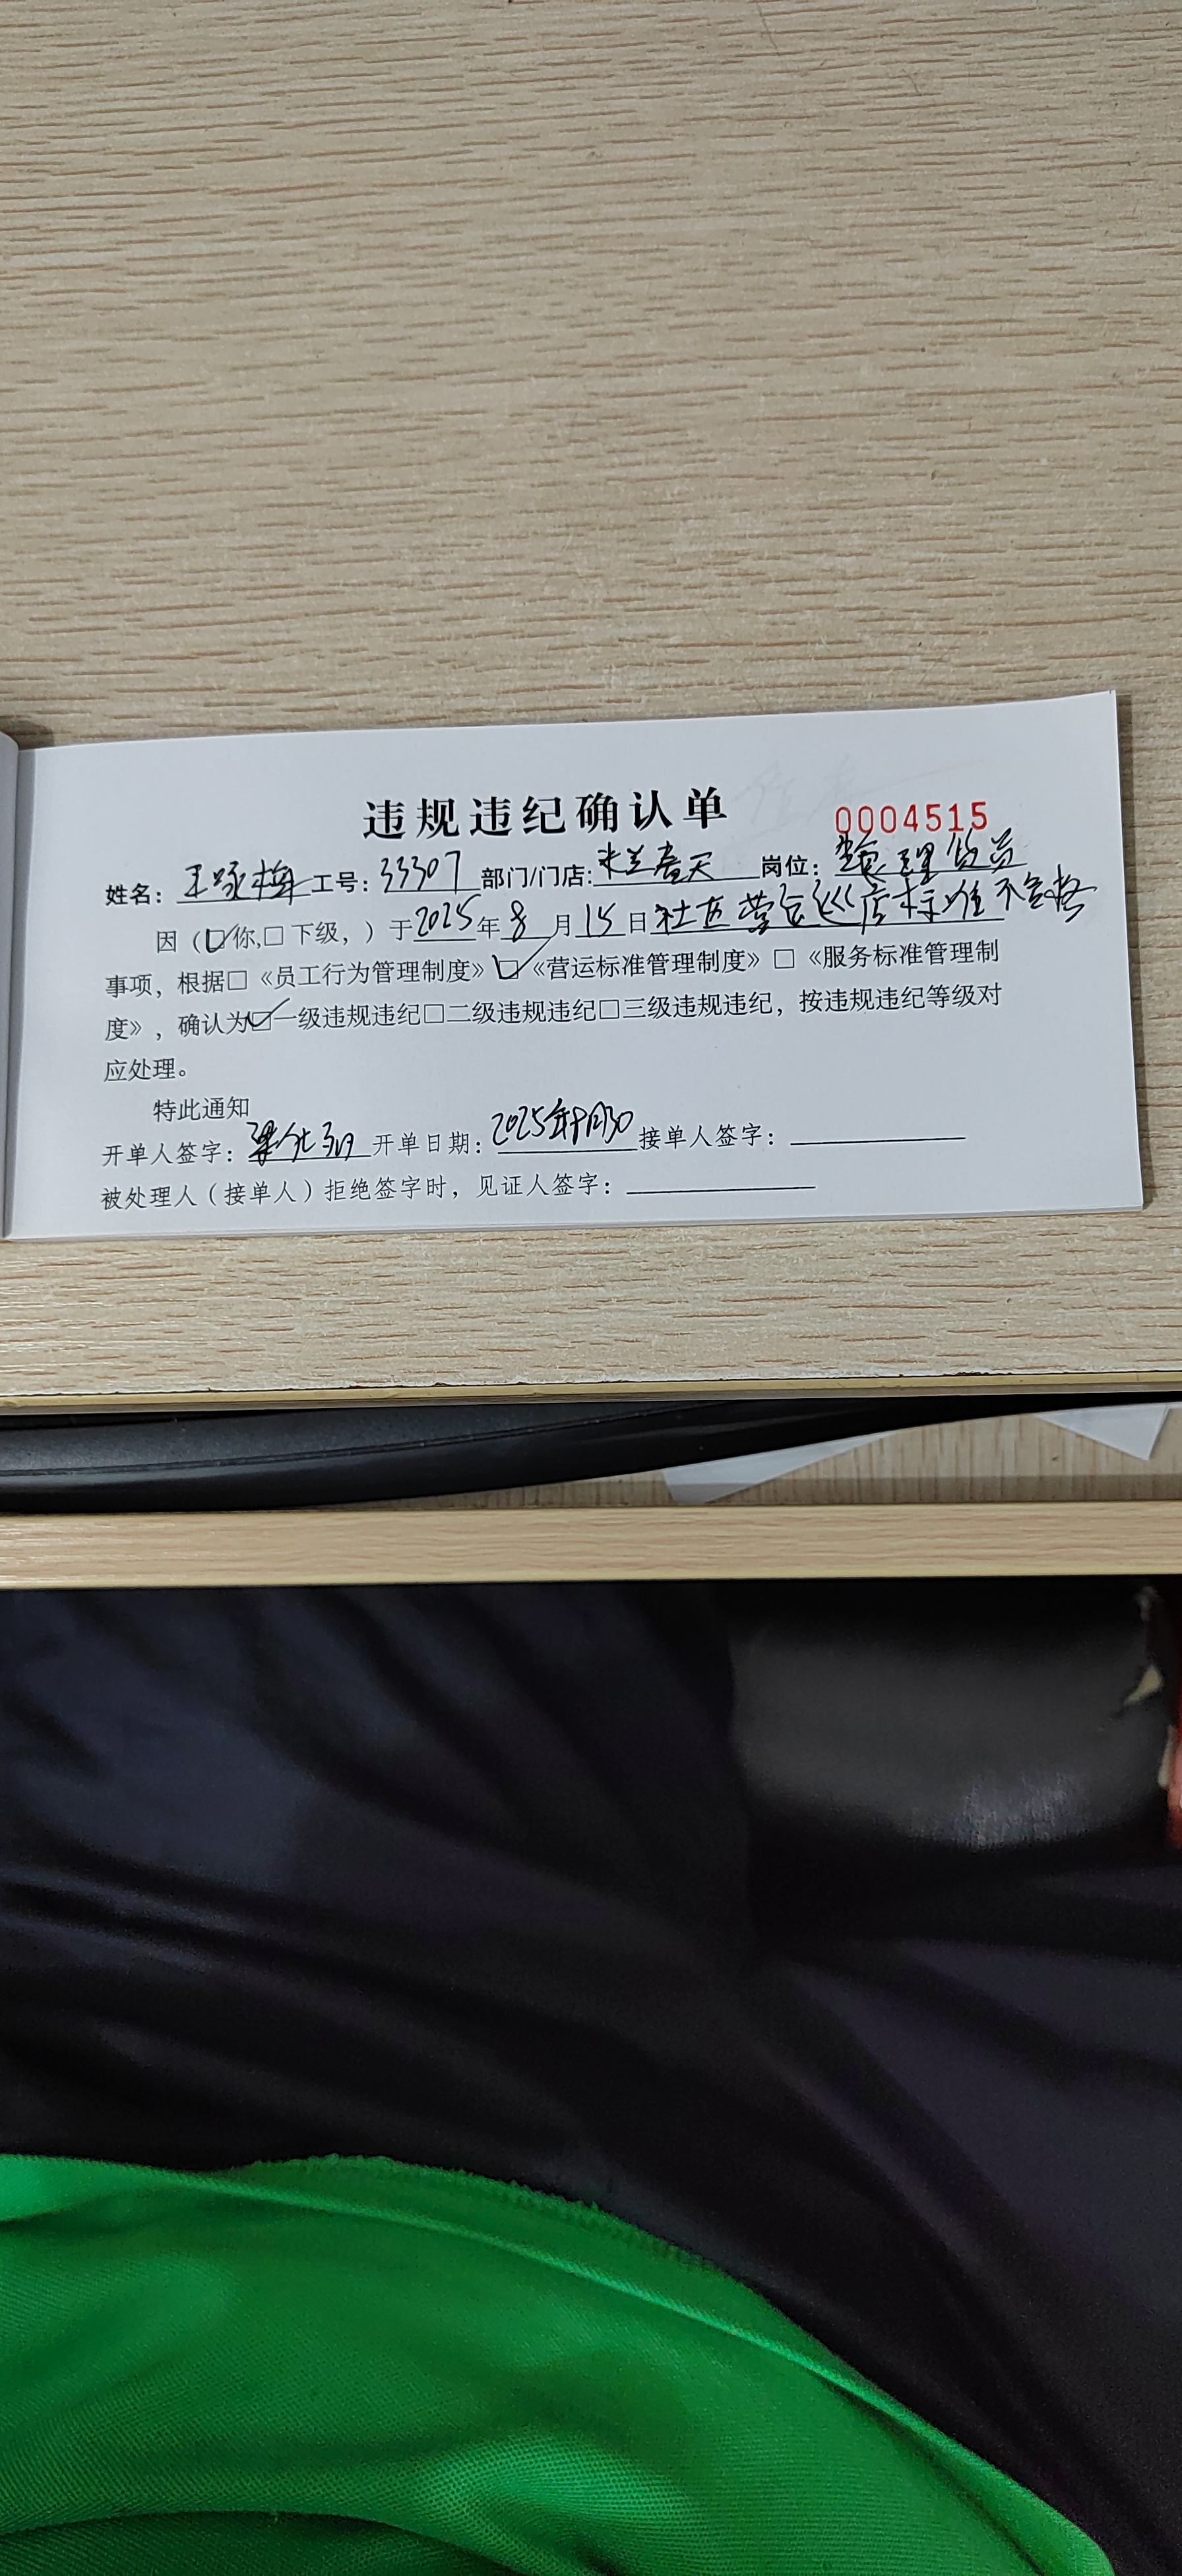 违规违纪确认单
0004515
姓名：王咏梅 工号：33307 部门/门店：兰春天 岗位：理货员
因（☑你,□下级，）于2025年8月15日社区营运巡店标准不合格
事项，根据□《员工行为管理制度》☑《营运标准管理制度》□《服务标准管理制
度》，确认为☑一级违规违纪□二级违规违纪□三级违规违纪，按违规违纪等级对
应处理。
特此通知
开单人签字：梁 开单日期：2025年 接单人签字：
被处理人（接单人）拒绝签字时，见证人签字：